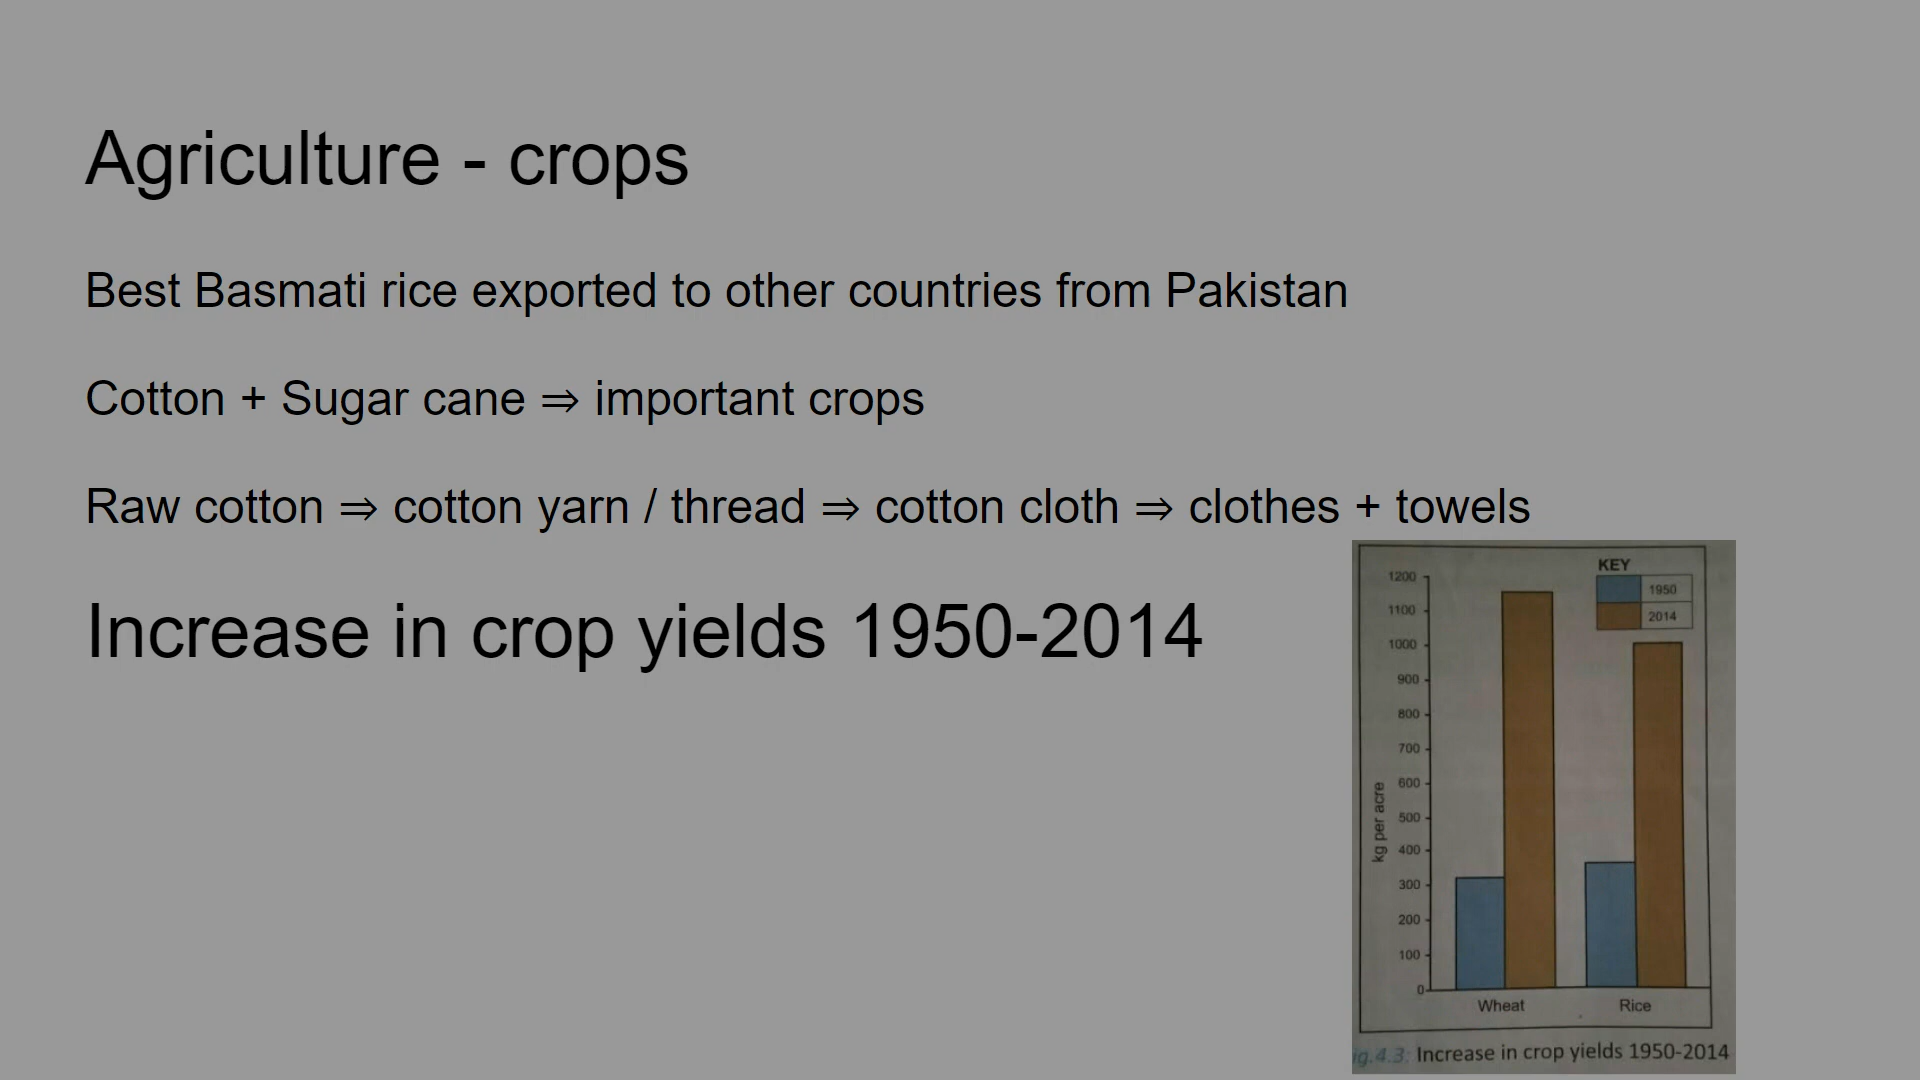 Agriculture - crops
Best Basmati rice exported to other countries from Pakistan
Cotton + Sugar cane ⇒ important crops
Raw cotton ⇒ cotton yarn / thread ⇒ cotton cloth ⇒ clothes + towels
Increase in crop yields 1950-2014
KEY
1950
2014
1200
1100
1000
900
800
700
600
500
400
300
200
100
0
kg per acre
Wheat
Rice
ig.4.3: Increase in crop yields 1950-2014